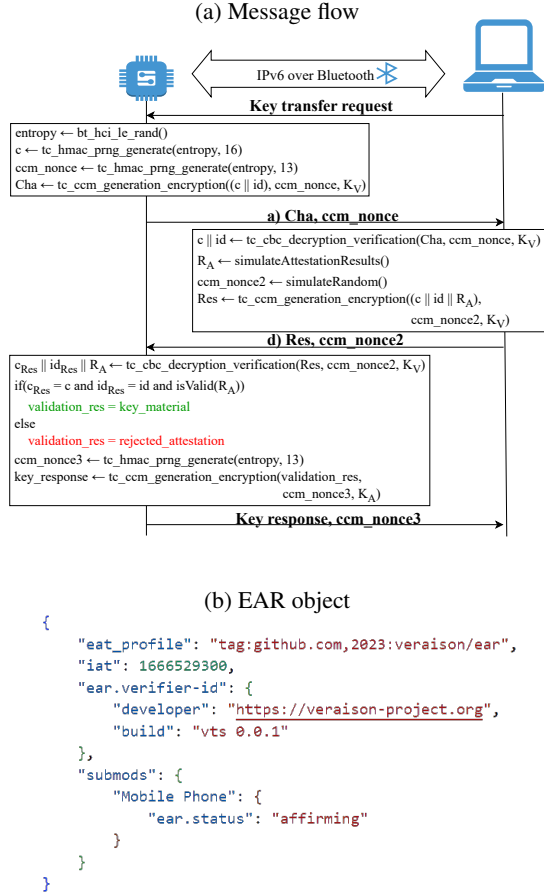 (a) Message flow
IPv6 over Bluetooth
Key transfer request
entropy ← bt_hci_le_rand()
c ← tc_hmac_prng_generate(entropy, 16)
ccm_nonce ← tc_hmac_prng_generate(entropy, 13)
Cha ← tc_ccm_generation_encryption((c || id), ccm_nonce, K_V)
a) Cha, ccm_nonce
c || id ← tc_cbc_decryption_verification(Cha, ccm_nonce, K_V)
R_A ← simulateAttestationResults()
ccm_nonce2 ← simulateRandom()
Res ← tc_ccm_generation_encryption((c || id || R_A),
ccm_nonce2, K_V)
d) Res, ccm_nonce2
c_Res || id_Res || R_A ← tc_cbc_decryption_verification(Res, ccm_nonce2, K_V)
if(c_Res = c and id_Res = id and isValid(R_A))
validation_res = key_material
else
validation_res = rejected_attestation
ccm_nonce3 ← tc_hmac_prng_generate(entropy, 13)
key_response ← tc_ccm_generation_encryption(validation_res,
ccm_nonce3, K_A)
Key response, ccm_nonce3
(b) EAR object
{
"eat_profile": "tag:github.com,2023:veraison/ear",
"iat": 1666529300,
"ear.verifier-id": {
"developer": "https://veraison-project.org",
"build": "vts 0.0.1"
},
"submods": {
"Mobile Phone": {
"ear.status": "affirming"
}
}
}